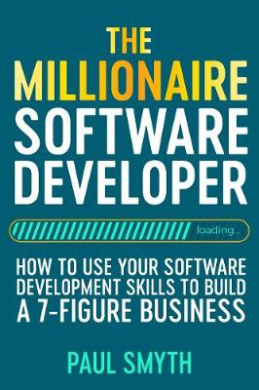 THE
MILLIONAIRE
SOFTWARE
DEVELOPER
loading...
HOW TO USE YOUR SOFTWARE
DEVELOPMENT SKILLS TO BUILD
A 7-FIGURE BUSINESS
PAUL SMYTH